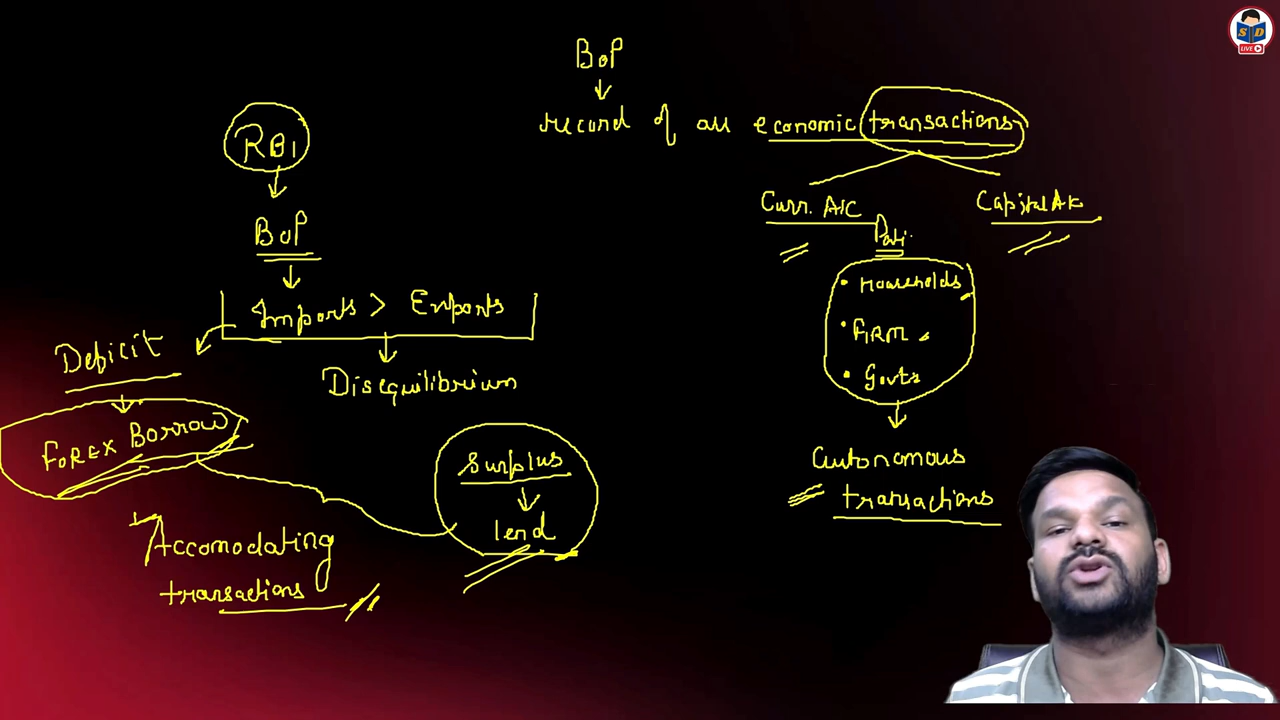 S D
LIVE
BoP
record of all economic transactions
Curr. A/C
Capital A/c
• Households
• FIRM
• Govts
autonomous
transactions
RBI
BoP
Imports > Exports
Disequilibrium
Deficit
FOREX Borrow
Surplus
lend
Accomodating
transactions